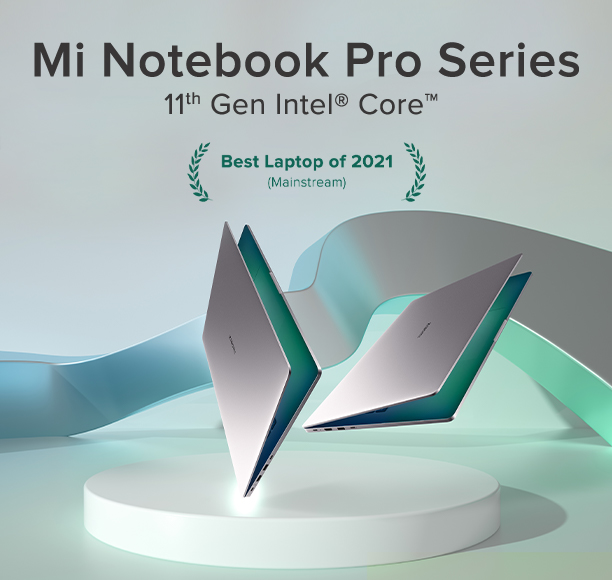 Mi Notebook Pro Series
11th Gen Intel® Core™
Best Laptop of 2021
(Mainstream)